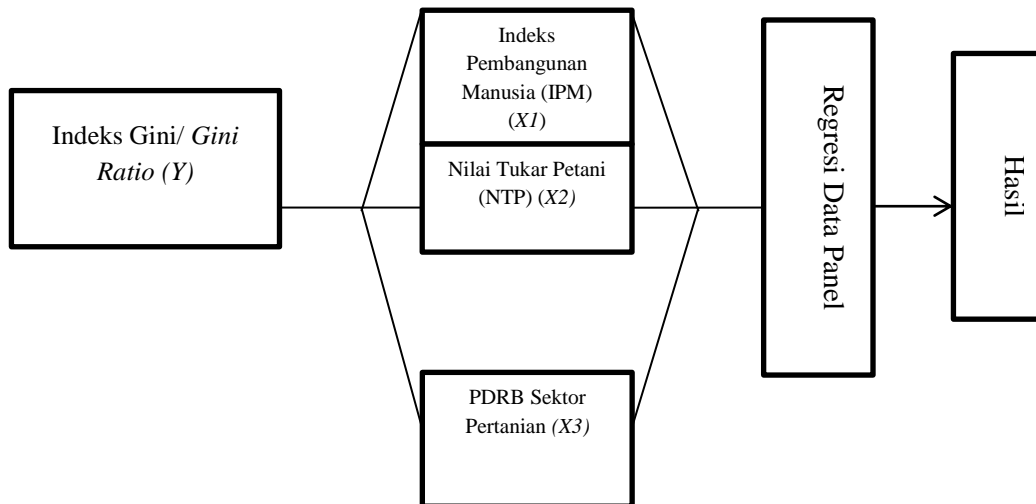 Indeks Gini/ Gini
Ratio (Y)
Indeks
Pembangunan
Manusia (IPM)
(X1)
Nilai Tukar Petani
(NTP) (X2)
PDRB Sektor
Pertanian (X3)
Regresi Data Panel
Hasil